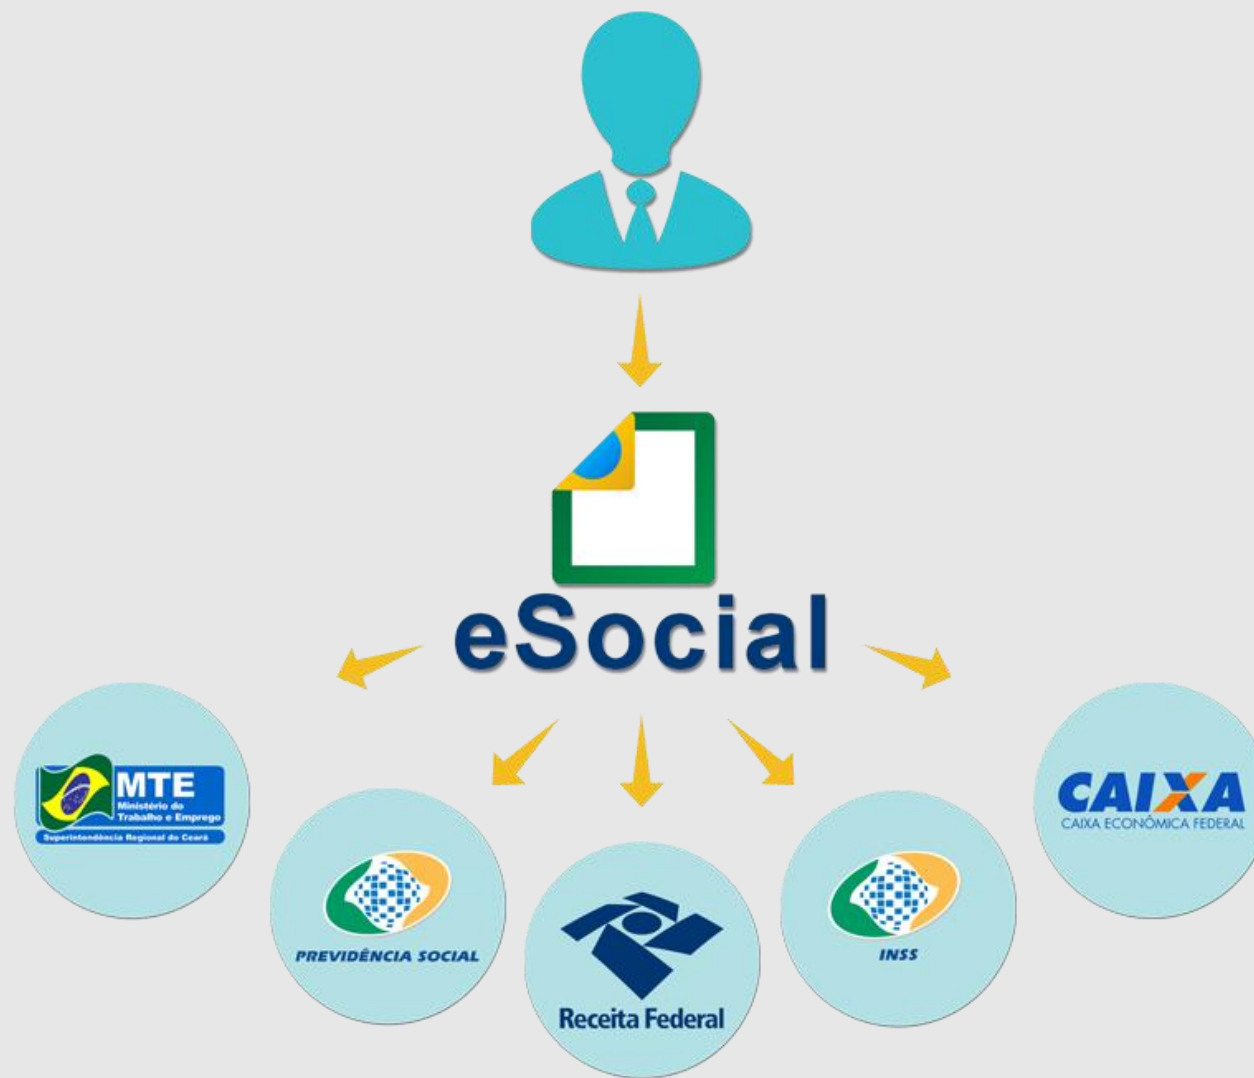 eSocial
MTE
Ministério do
Trabalho e Emprego
Superintendência Regional do Ceará
PREVIDÊNCIA SOCIAL
Receita Federal
INSS
CAIXA
CAIXA ECONÔMICA FEDERAL